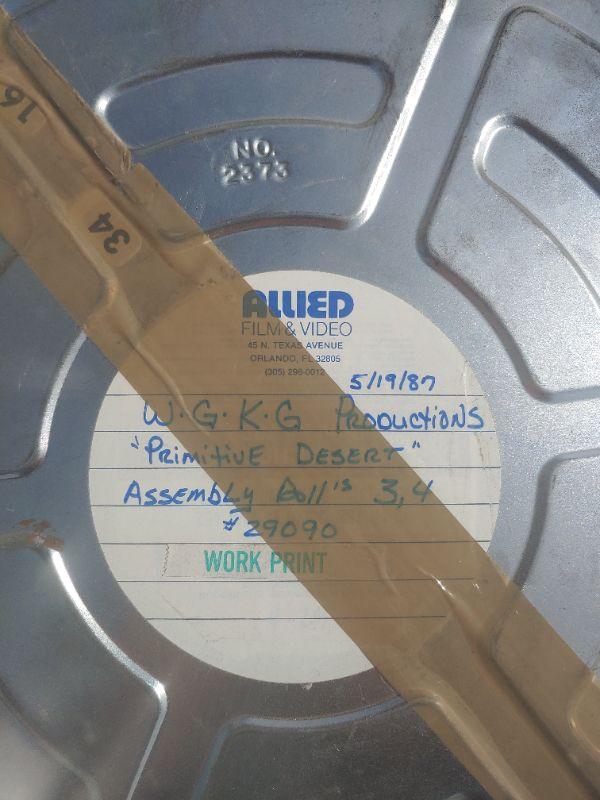 16
34
NO.
2373
ALLIED
FILM & VIDEO
45 N. TEXAS AVENUE
ORLANDO, FL 32805
(305) 296-0012
5/19/87
W.G.K.G PRODUCTIONS
"PRIMITIVE DESERT"
ASSEMBLY Roll's 3,4
#29090
WORK PRINT